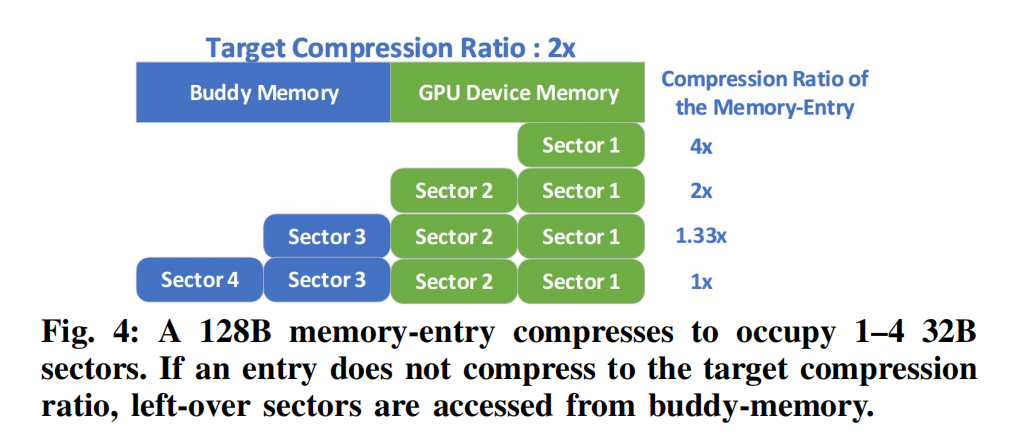 Target Compression Ratio : 2x
Buddy Memory GPU Device Memory Compression Ratio of
the Memory-Entry
Sector 1 4x
Sector 2 Sector 1 2x
Sector 3 Sector 2 Sector 1 1.33x
Sector 4 Sector 3 Sector 2 Sector 1 1x
Fig. 4: A 128B memory-entry compresses to occupy 1–4 32B
sectors. If an entry does not compress to the target compression
ratio, left-over sectors are accessed from buddy-memory.